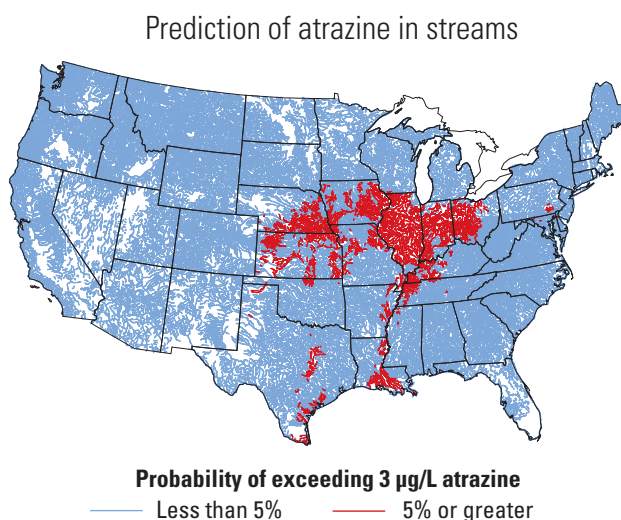 Prediction of atrazine in streams
Probability of exceeding 3 µg/L atrazine
Less than 5% 5% or greater